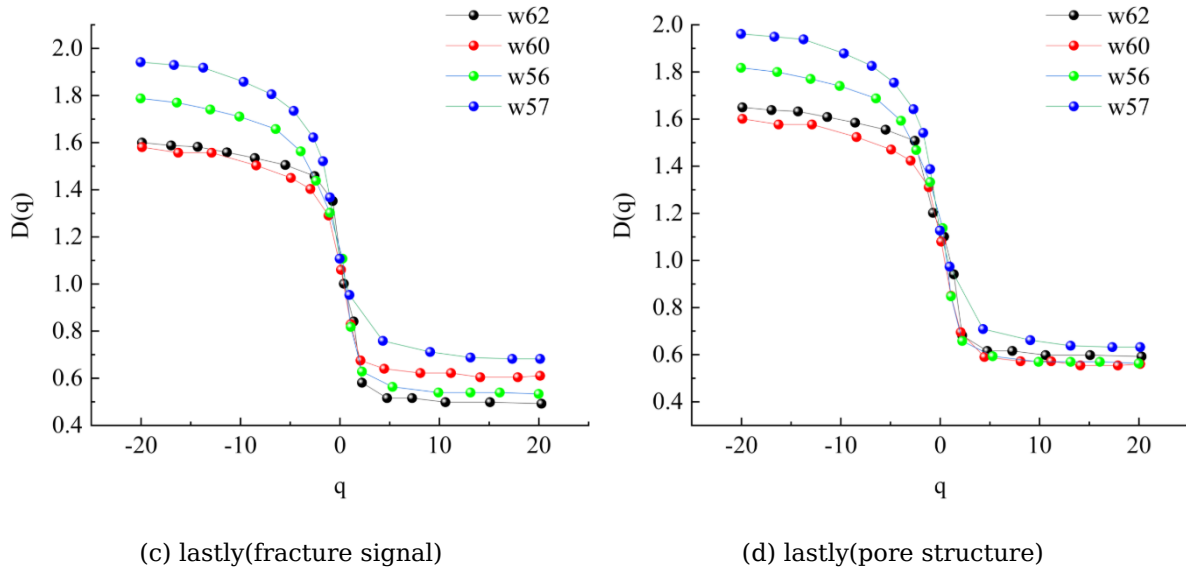 w62
w60
w56
w57
2.0
1.8
1.6
1.4
1.2
1.0
0.8
0.6
0.4
D(q)
-20 -10 0 10 20
q
(c) lastly(fracture signal)
w62
w60
w56
w57
2.0
1.8
1.6
1.4
1.2
1.0
0.8
0.6
0.4
D(q)
-20 -10 0 10 20
q
(d) lastly(pore structure)